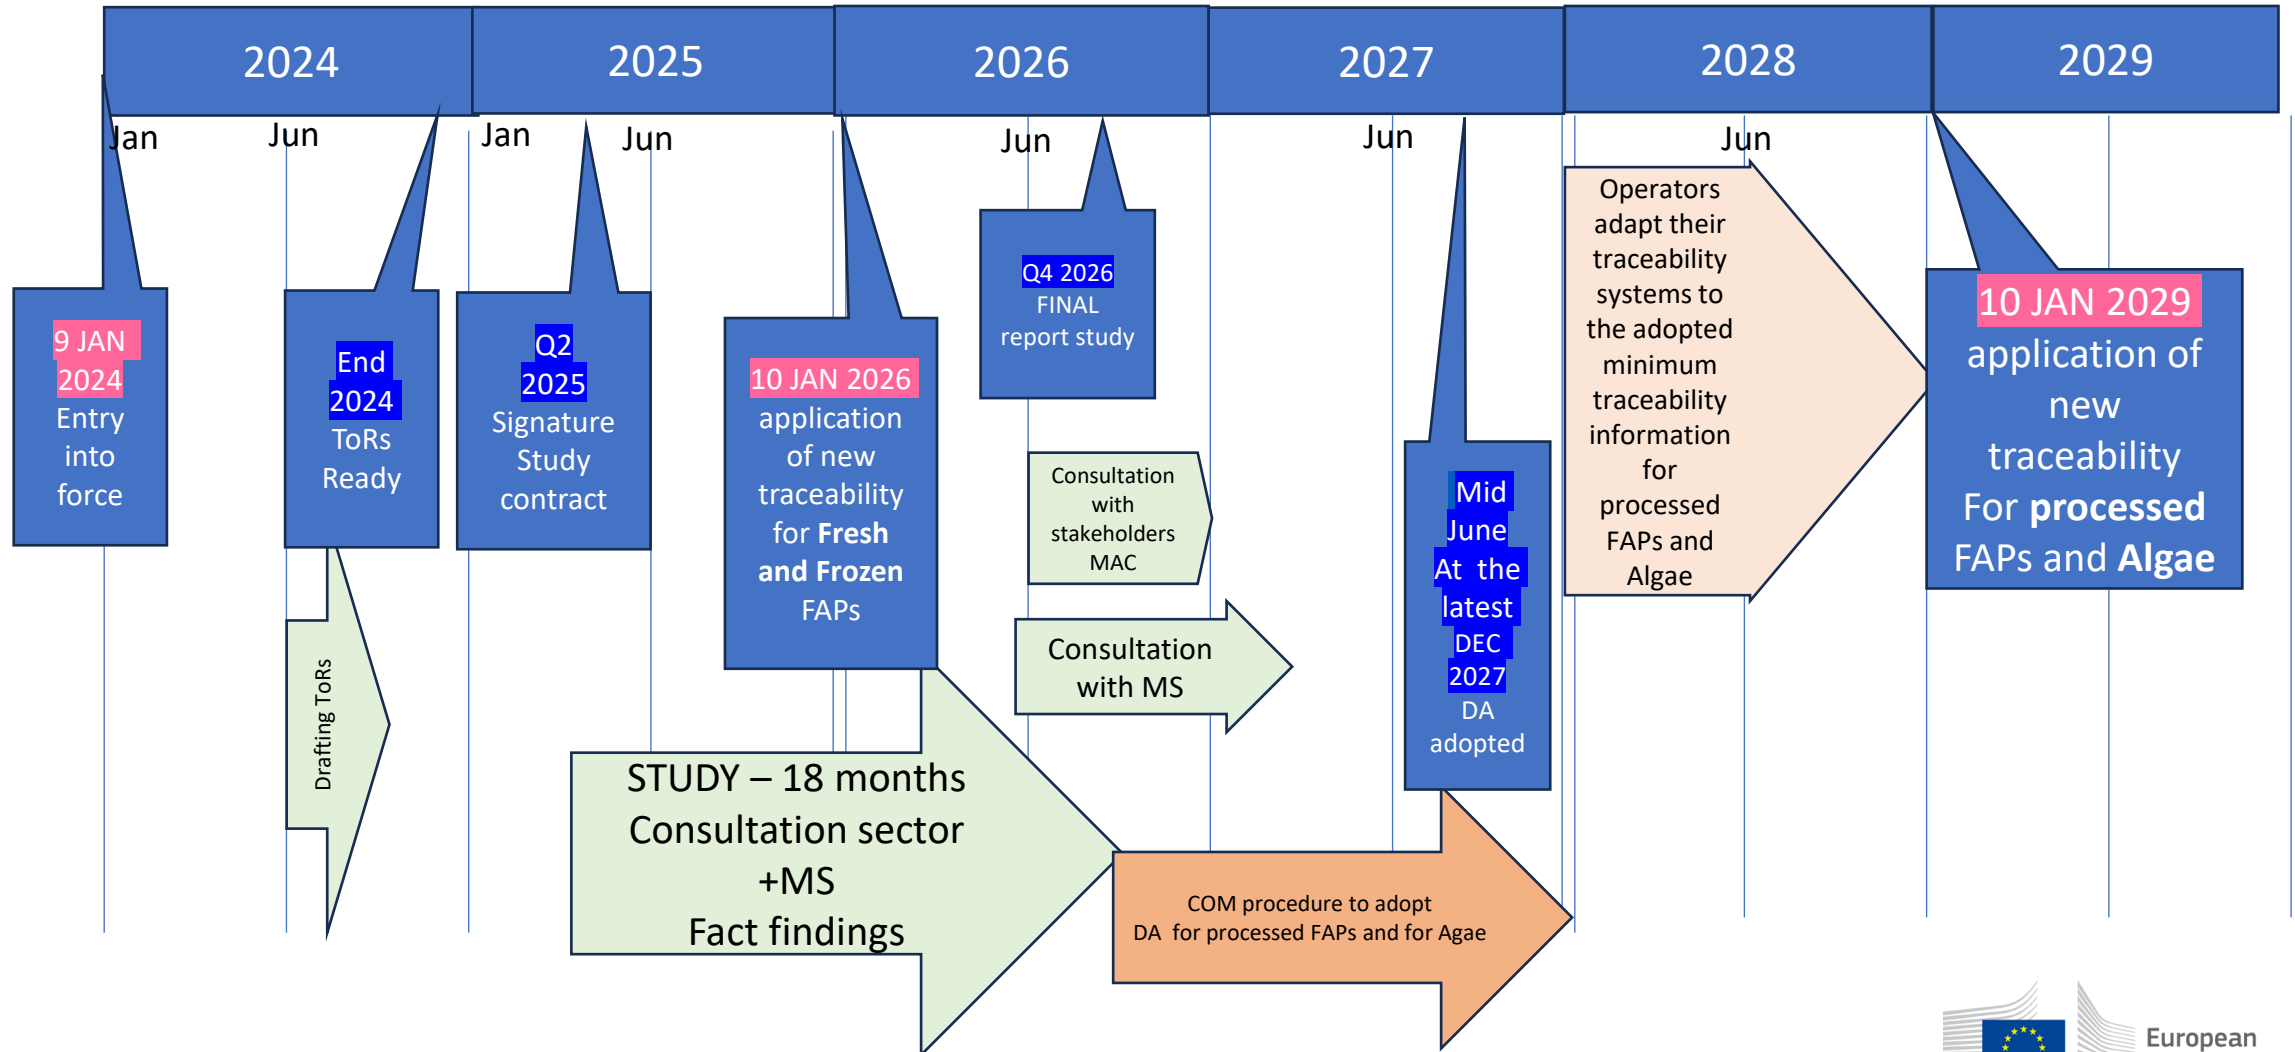 2024
2025
2026
2027
2028
2029
Jan
Jun
Jan
Jun
Jun
Jun
Jun
9 JAN
2024
Entry
into
force
End
2024
ToRs
Ready
Q2
2025
Signature
Study
contract
10 JAN 2026
application
of new
traceability
for Fresh
and Frozen
FAPs
Q4 2026
FINAL
report study
Consultation
with
stakeholders
MAC
Consultation
with MS
Mid
June
At the
latest
DEC
2027
DA
adopted
Operators
adapt their
traceability
systems to
the adopted
minimum
traceability
information
for
processed
FAPs and
Algae
10 JAN 2029
application of
new
traceability
For processed
FAPs and Algae
Drafting ToRs
STUDY – 18 months
Consultation sector
+MS
Fact findings
COM procedure to adopt
DA for processed FAPs and for Agae
European